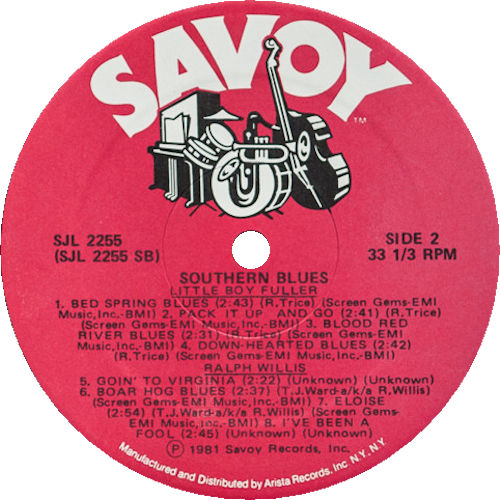 SAVOY
TM
SJL 2255
(SJL 2255 SB)
SIDE 2
33 1/3 RPM
SOUTHERN BLUES
LITTLE BOY FULLER
1. BED SPRING BLUES (2:43) (R.Trice) (Screen Gems-EMI
Music,Inc.-BMI) 2. PACK IT UP AND GO (2:41) (R.Trice)
(Screen Gems-EMI Music,Inc.-BMI) 3. BLOOD RED
RIVER BLUES (2:31) (R.Trice) (Screen Gems-EMI
Music,Inc.-BMI) 4. DOWN-HEARTED BLUES (2:42)
(R.Trice) (Screen Gems-EMI Music,Inc.-BMI)
RALPH WILLIS
5. GOIN' TO VIRGINIA (2:22) (Unknown) (Unknown)
6. BOAR HOG BLUES (2:37) (T.J.Ward-a/k/a R.Willis)
(Screen Gems-EMI Music,Inc.-BMI) 7. ELOISE
(2:54) (T.J.Ward-a/k/a R.Willis) (Screen Gems-
EMI Music,Inc.-BMI) 8. I'VE BEEN A
FOOL (2:45) (Unknown) (Unknown)
Ⓟ 1981 Savoy Records, Inc.
Manufactured and Distributed by Arista Records, Inc N.Y., N.Y.